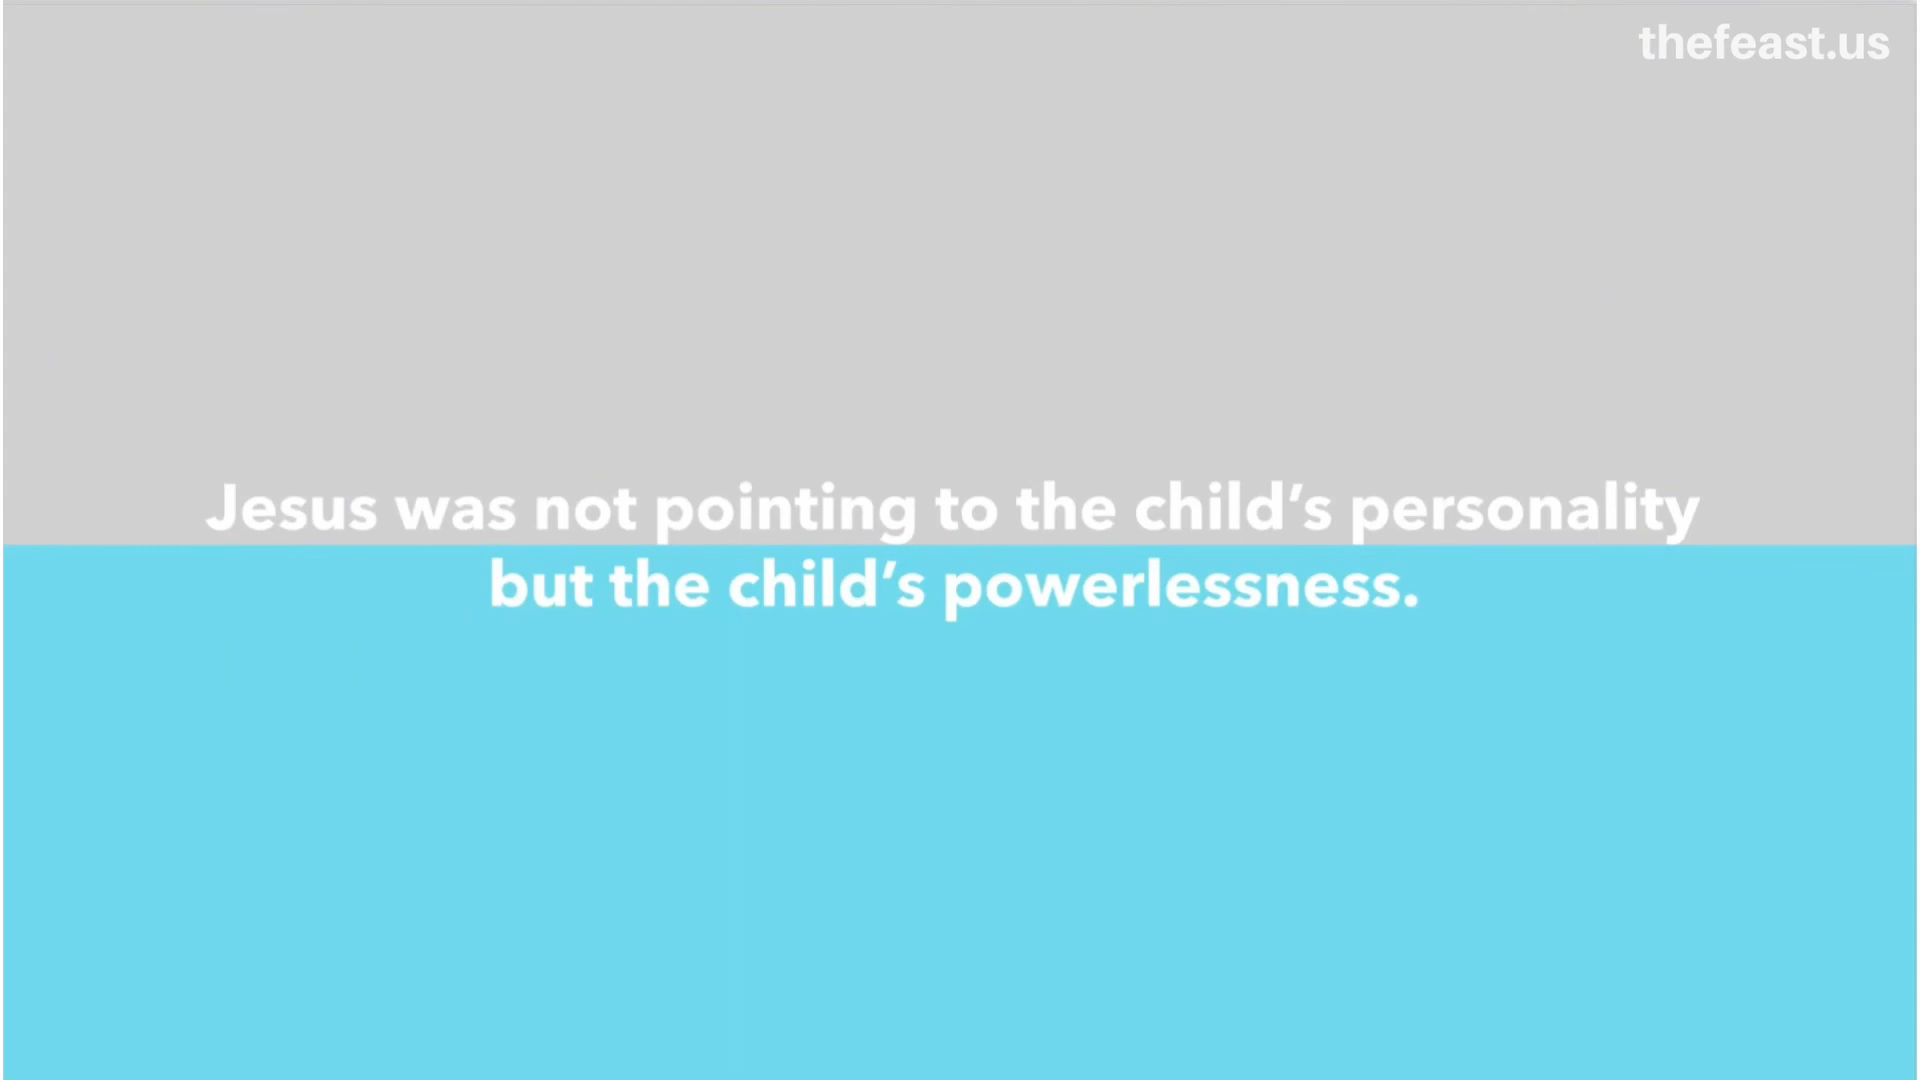 thefeast.us
Jesus was not pointing to the child’s personality
but the child’s powerlessness.